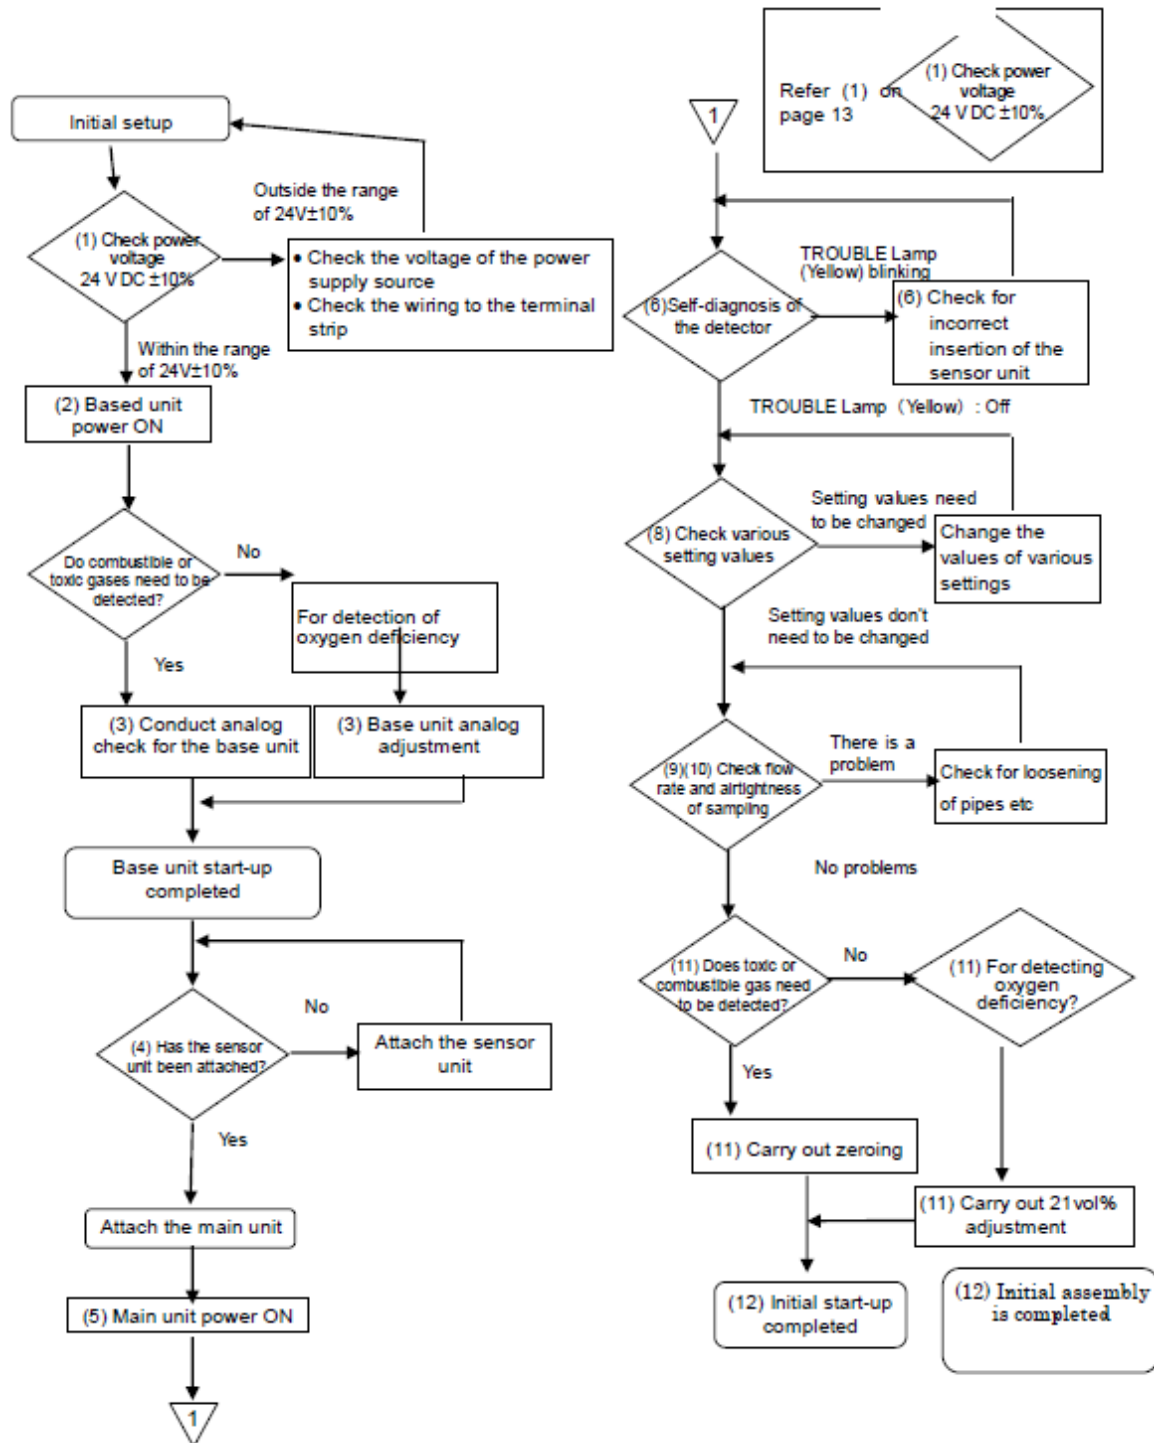 Initial setup
Outside the range
of 24V±10%
(1) Check power
voltage
24 V DC ±10%
• Check the voltage of the power
supply source
• Check the wiring to the terminal
strip
Within the range
of 24V±10%
(2) Based unit
power ON
Do combustible or
toxic gases need to be
detected?
No
For detection of
oxygen deficiency
Yes
(3) Conduct analog
check for the base unit
(3) Base unit analog
adjustment
Base unit start-up
completed
(4) Has the sensor
unit been attached?
No
Attach the sensor
unit
Yes
Attach the main unit
(5) Main unit power ON
1
1
Refer (1) on
page 13
(1) Check power
voltage
24 V DC ±10%
(6)Self-diagnosis of
the detector
TROUBLE Lamp
(Yellow) blinking
(6) Check for
incorrect
insertion of the
sensor unit
TROUBLE Lamp (Yellow) : Off
(8) Check various
setting values
Setting values need
to be changed
Change the
values of various
settings
Setting values don't
need to be changed
(9)(10) Check flow
rate and airtightness
of sampling
There is a
problem
Check for loosening
of pipes etc
No problems
(11) Does toxic or
combustible gas need
to be detected?
No
(11) For detecting
oxygen
deficiency?
Yes
(11) Carry out zeroing
(11) Carry out 21vol%
adjustment
(12) Initial start-up
completed
(12) Initial assembly
is completed